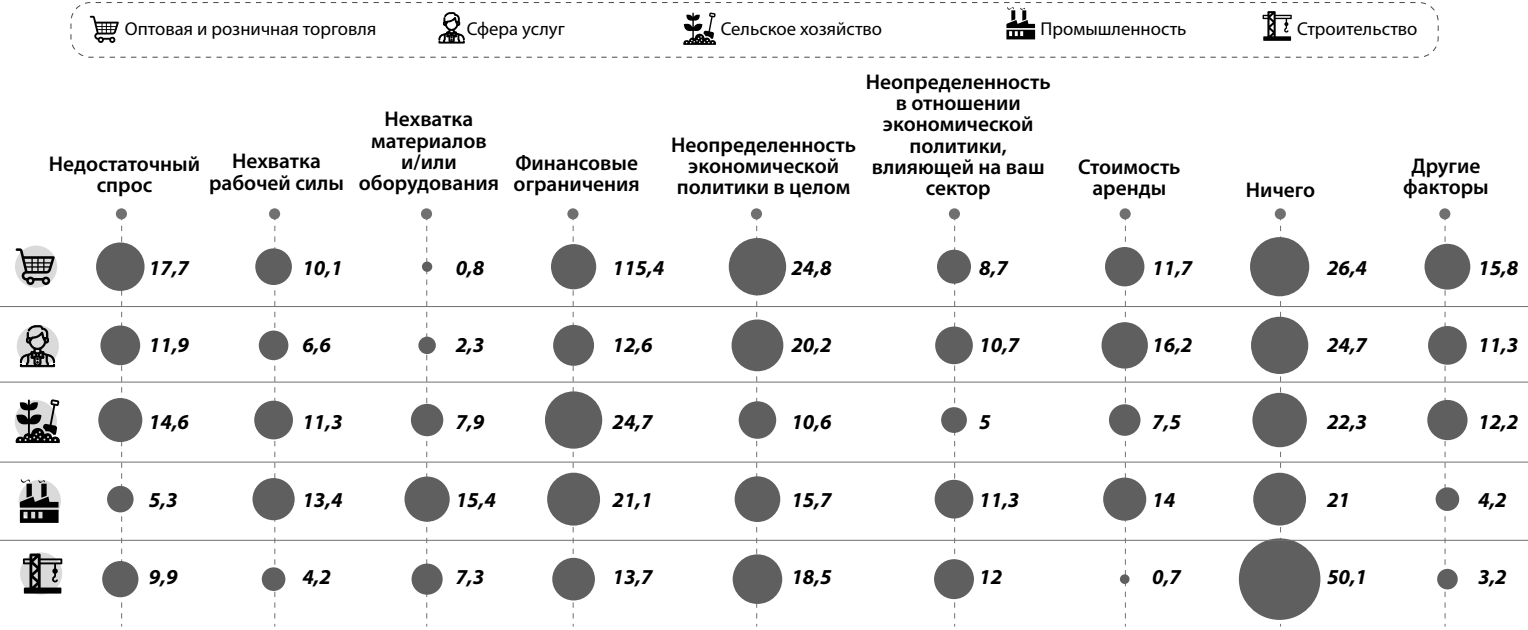 Оптовая и розничная торговля
Сфера услуг
Сельское хозяйство
Промышленность
Строительство
Недостаточный
спрос
Нехватка
рабочей силы
Нехватка
материалов
и/или
оборудования
Финансовые
ограничения
Неопределенность
экономической
политики в целом
Неопределенность
в отношении
экономической
политики,
влияющей на ваш
сектор
Стоимость
аренды
Ничего
Другие
факторы
17,7 10,1 0,8 115,4 24,8 8,7 11,7 26,4 15,8
11,9 6,6 2,3 12,6 20,2 10,7 16,2 24,7 11,3
14,6 11,3 7,9 24,7 10,6 5 7,5 22,3 12,2
5,3 13,4 15,4 21,1 15,7 11,3 14 21 4,2
9,9 4,2 7,3 13,7 18,5 12 0,7 50,1 3,2